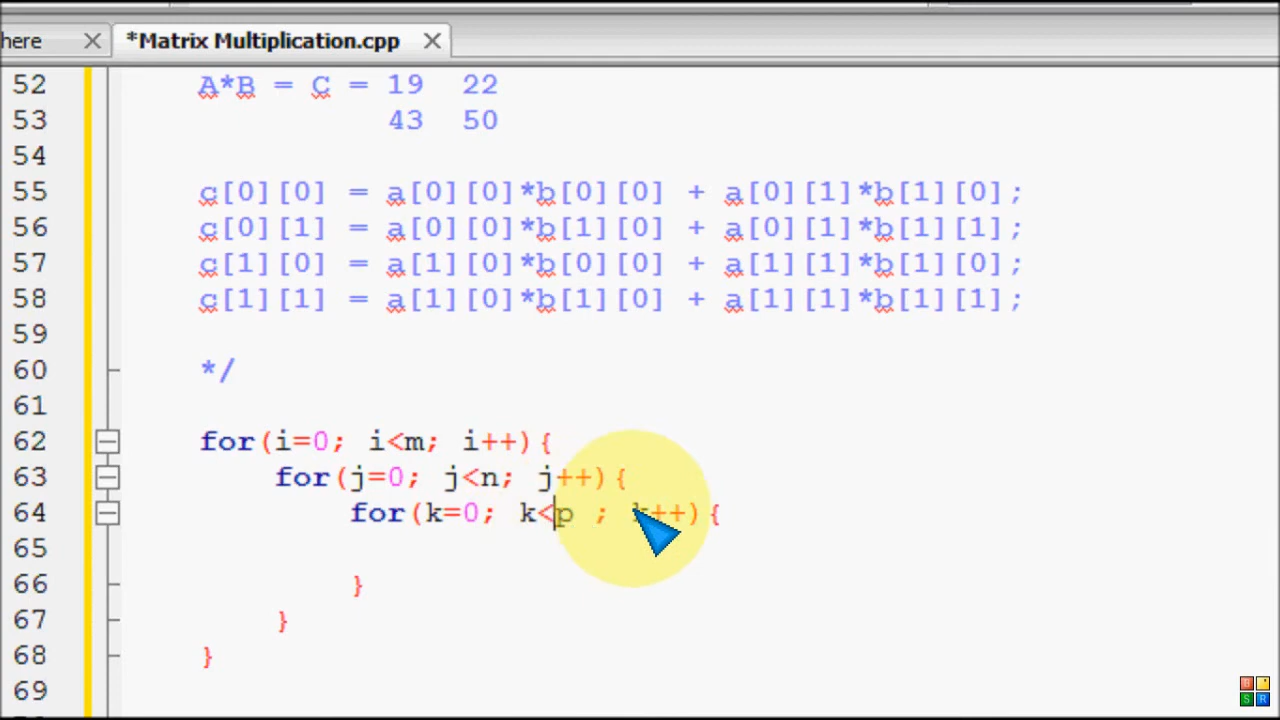 here
*Matrix Multiplication.cpp
52 A*B = C = 19 22
53 43 50
54
55 c[0][0] = a[0][0]*b[0][0] + a[0][1]*b[1][0];
56 c[0][1] = a[0][0]*b[1][0] + a[0][1]*b[1][1];
57 c[1][0] = a[1][0]*b[0][0] + a[1][1]*b[1][0];
58 c[1][1] = a[1][0]*b[1][0] + a[1][1]*b[1][1];
59
60 */
61
62 for(i=0; i<m; i++){
63 for(j=0; j<n; j++){
64 for(k=0; k<p ; k++){
65
66 }
67 }
68 }
69